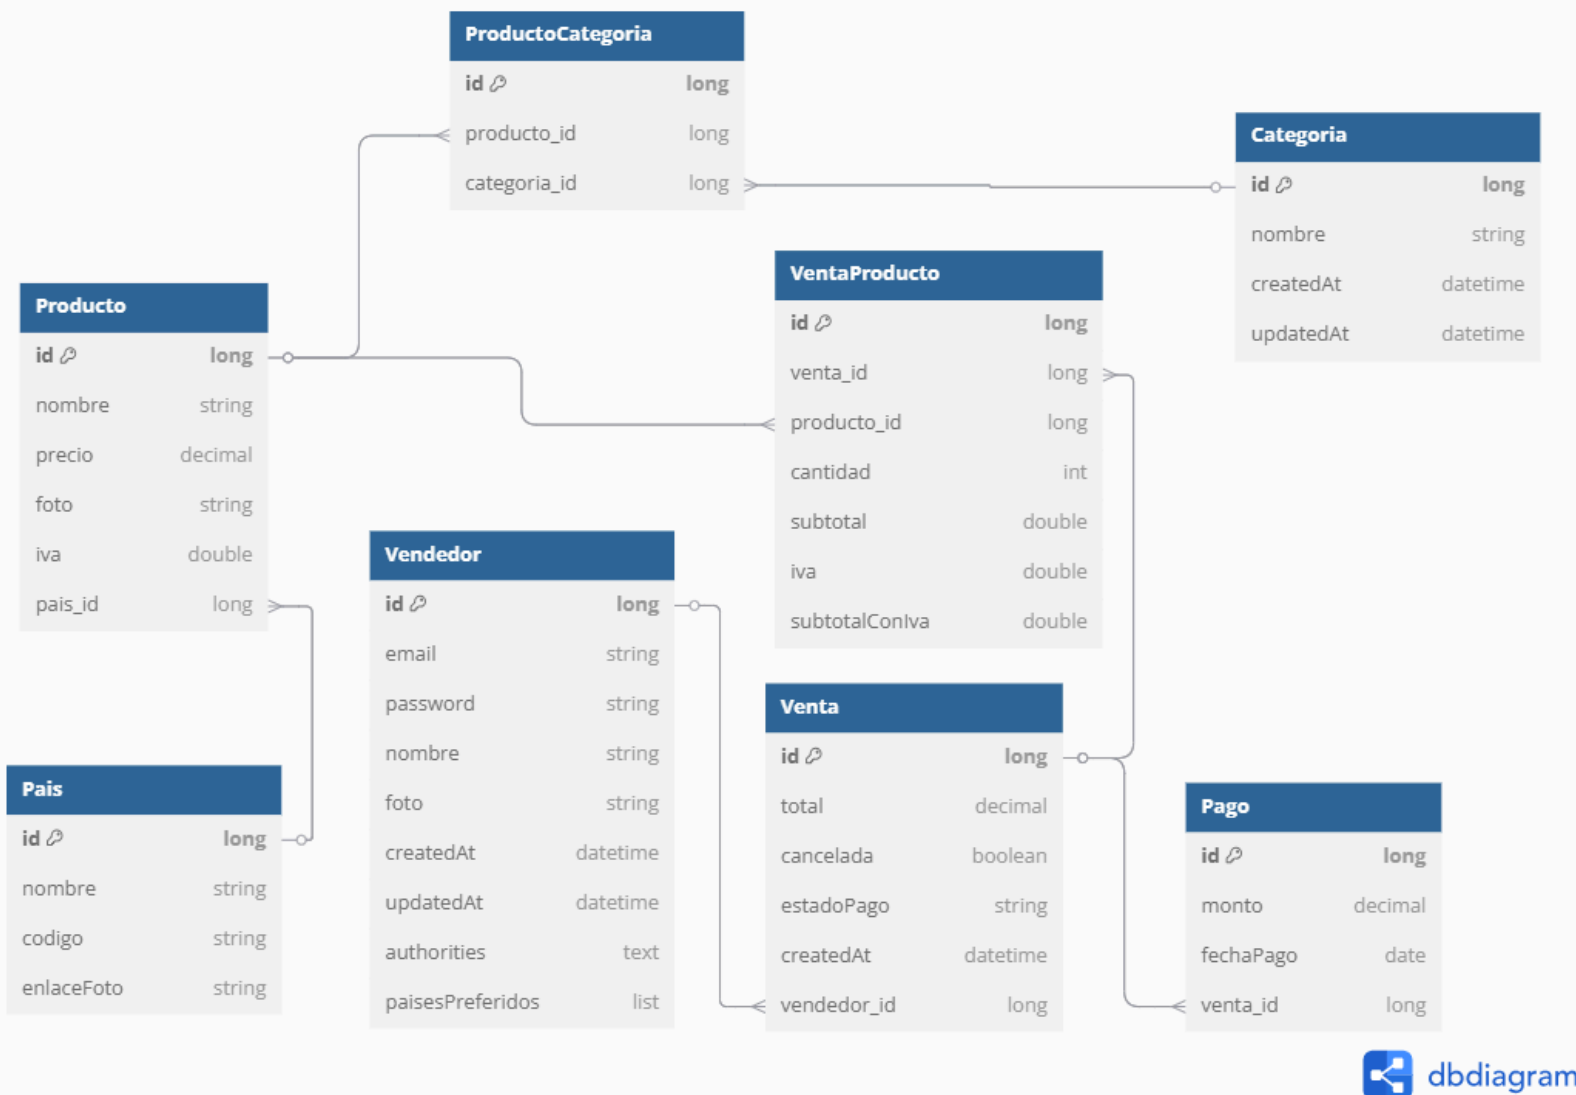 ProductoCategoria
id long
producto_id long
categoria_id long
Categoria
id long
nombre string
createdAt datetime
updatedAt datetime
VentaProducto
id long
venta_id long
producto_id long
cantidad int
subtotal double
iva double
subtotalConIva double
Producto
id long
nombre string
precio decimal
foto string
iva double
pais_id long
Vendedor
id long
email string
password string
nombre string
foto string
createdAt datetime
updatedAt datetime
authorities text
paisesPreferidos list
Venta
id long
total decimal
cancelada boolean
estadoPago string
createdAt datetime
vendedor_id long
Pais
id long
nombre string
codigo string
enlaceFoto string
Pago
id long
monto decimal
fechaPago date
venta_id long
dbdiagram